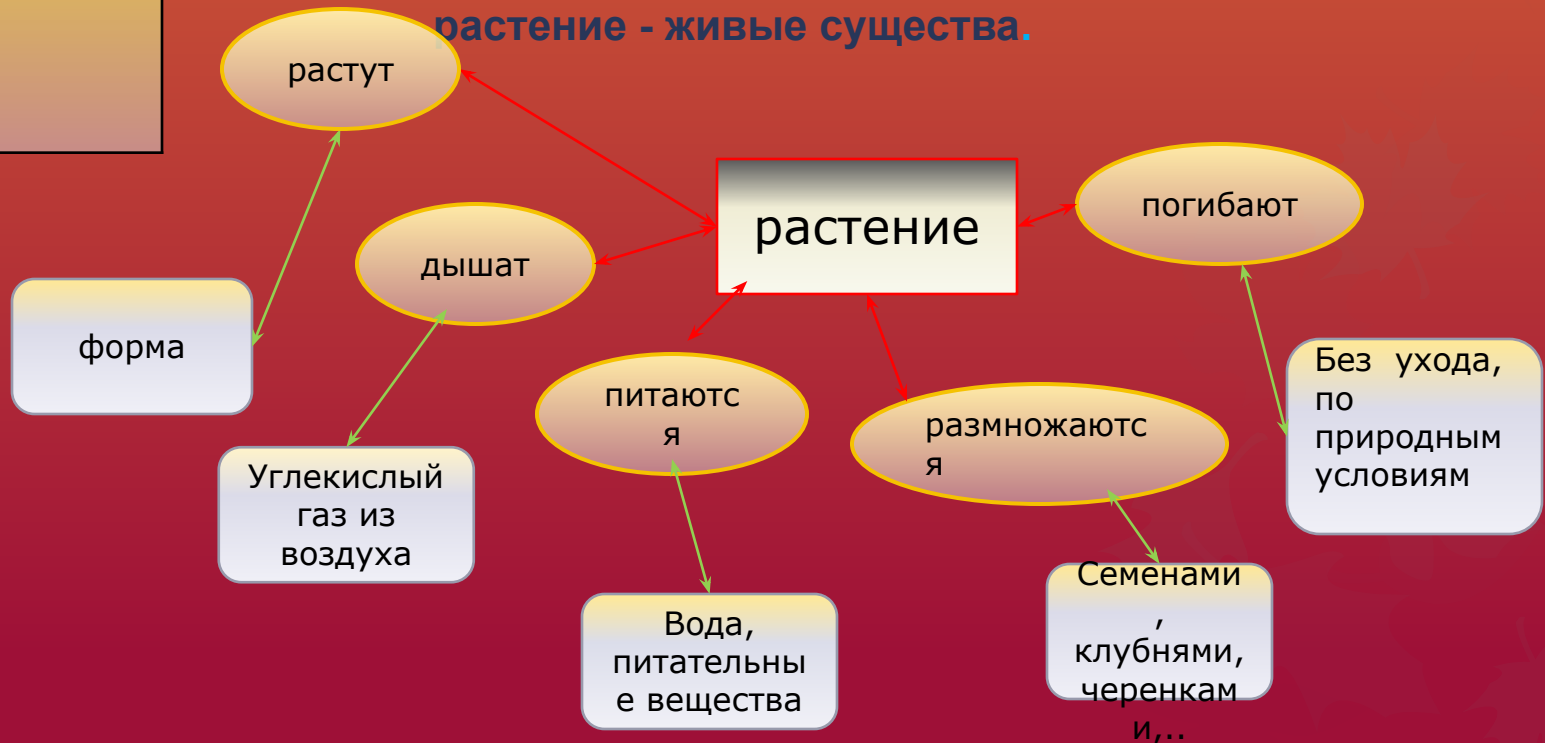 растение - живые существа.
растут
растение
погибают
дышат
форма
питаютс
я
размножаютс
я
Без ухода,
по
природным
условиям
Углекислый
газ из
воздуха
Вода,
питательны
е вещества
Семенами
,
клубнями,
черенкам
и,..